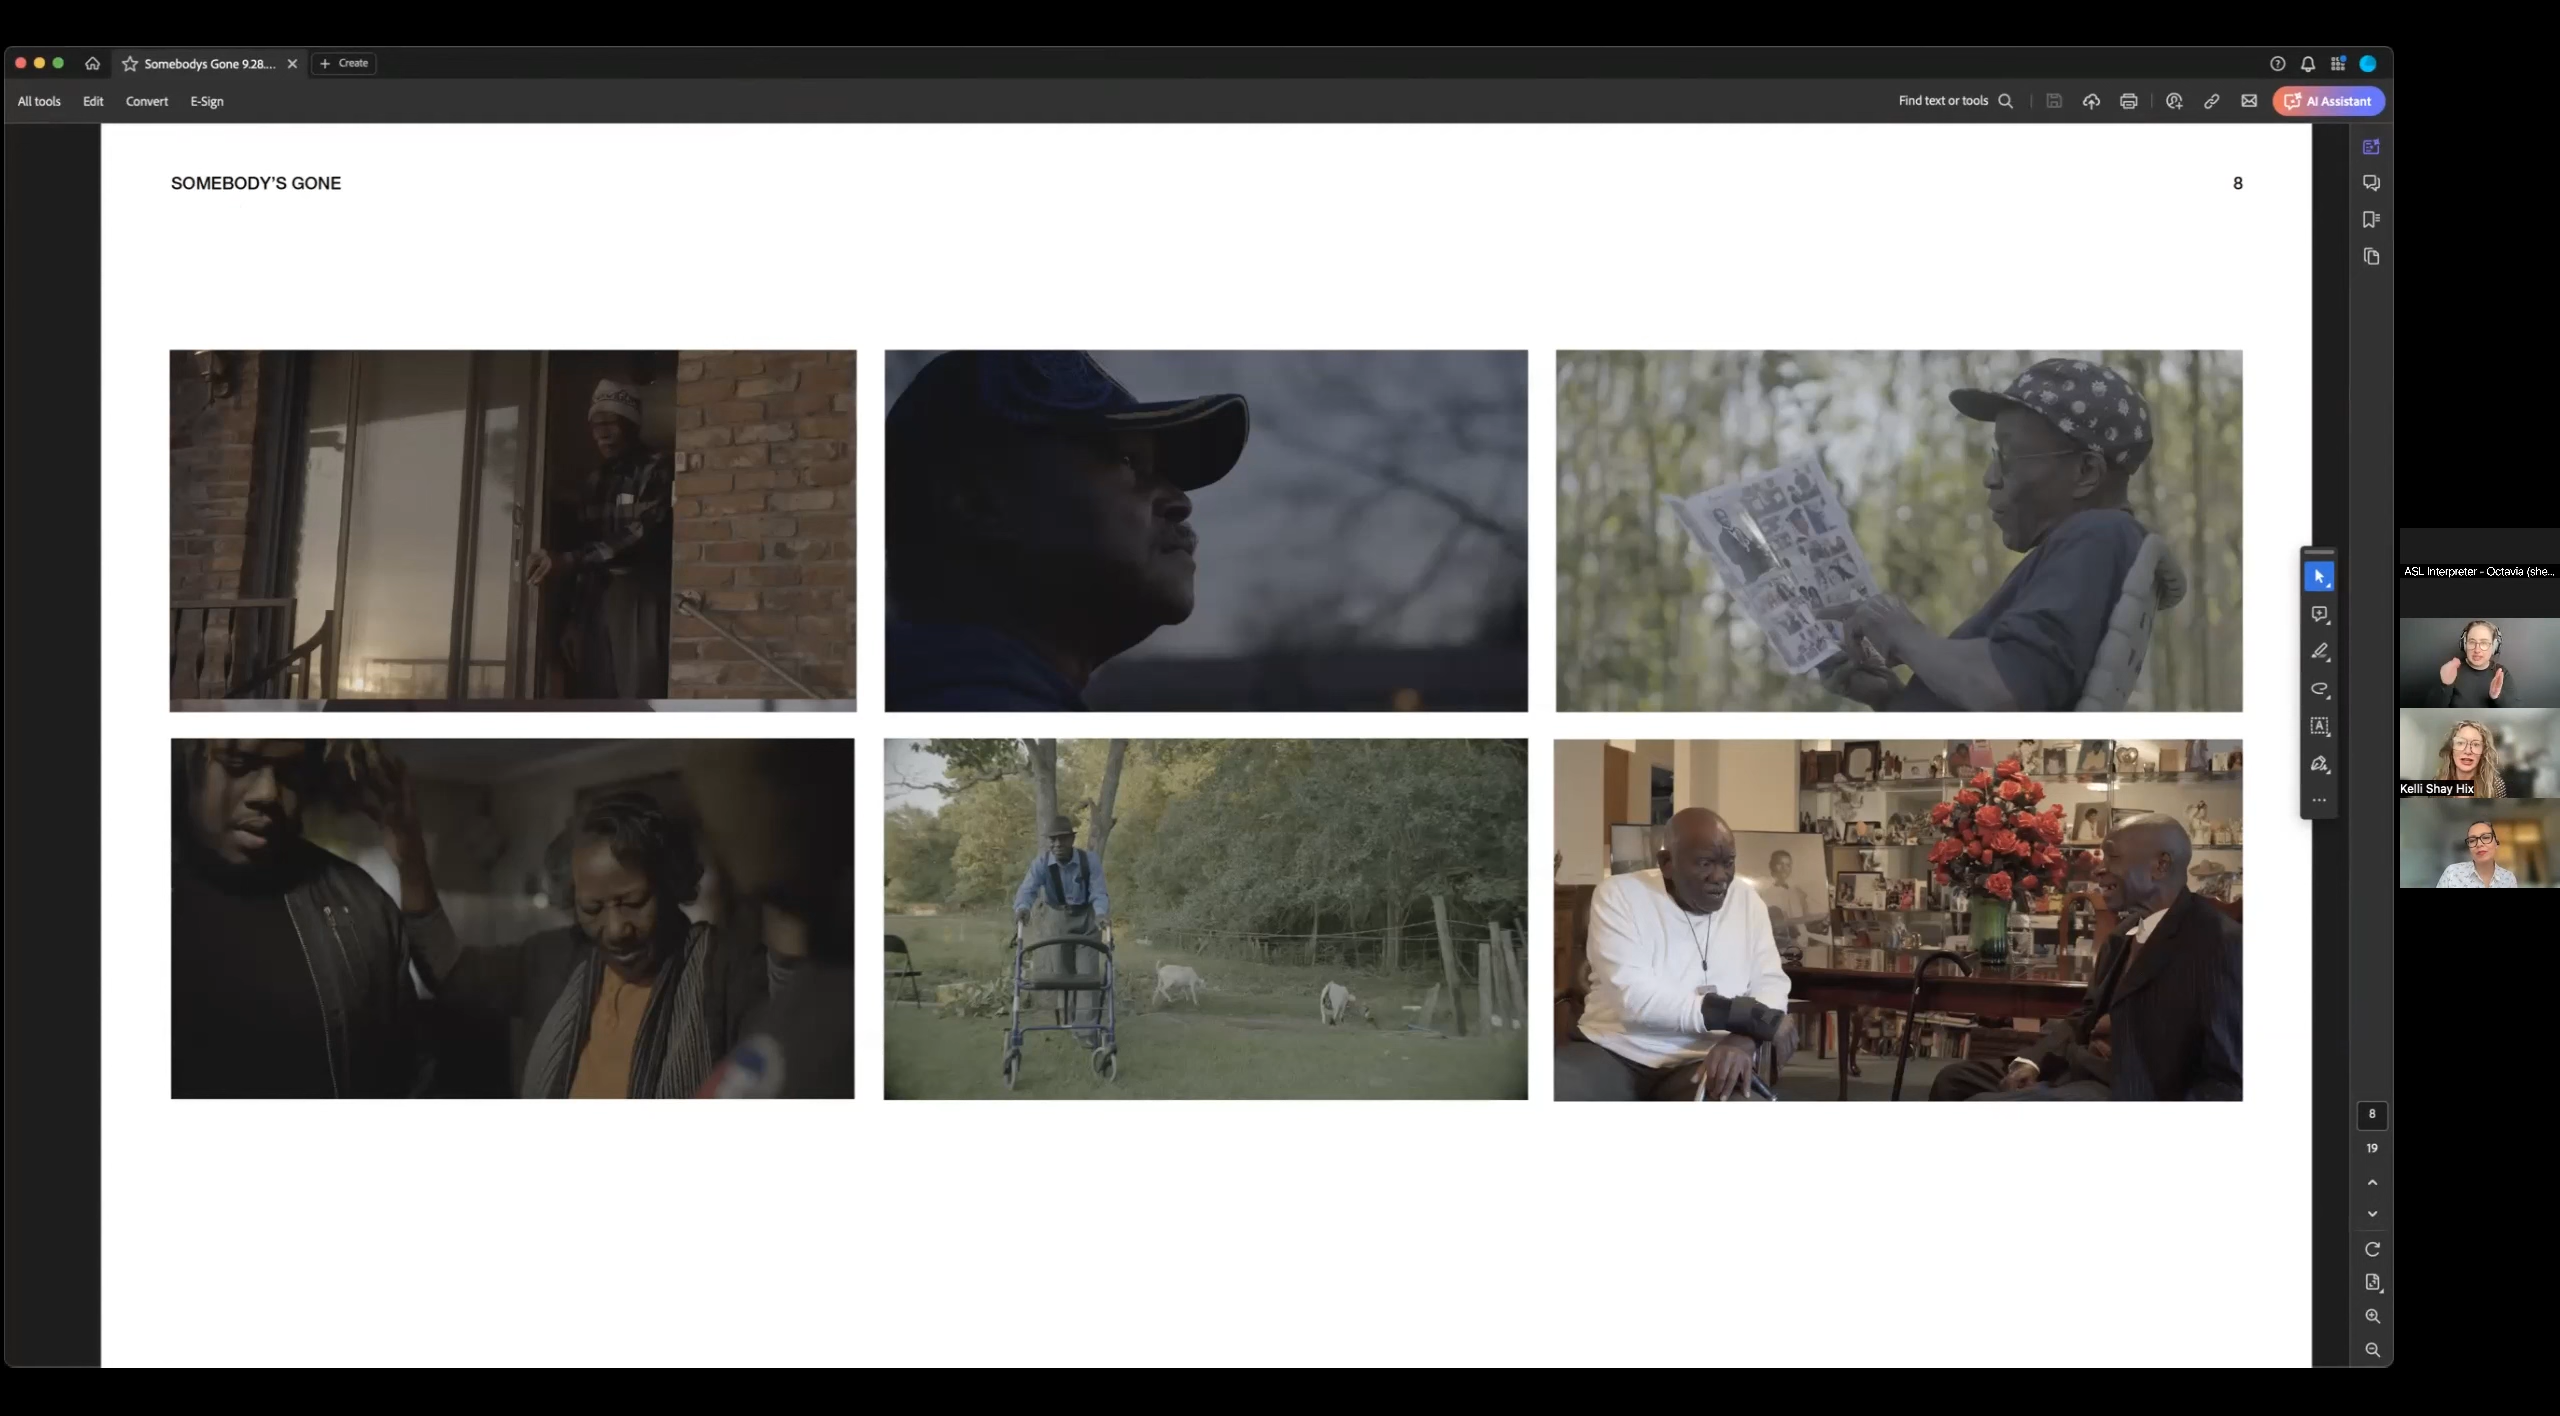 Somebodys Gone 9.28....
Create
All tools
Edit
Convert
E-Sign
Find text or tools
AI Assistant
SOMEBODY'S GONE
8
ASL Interpreter - Octavia (she...
Kelli Shay Hix
8
19